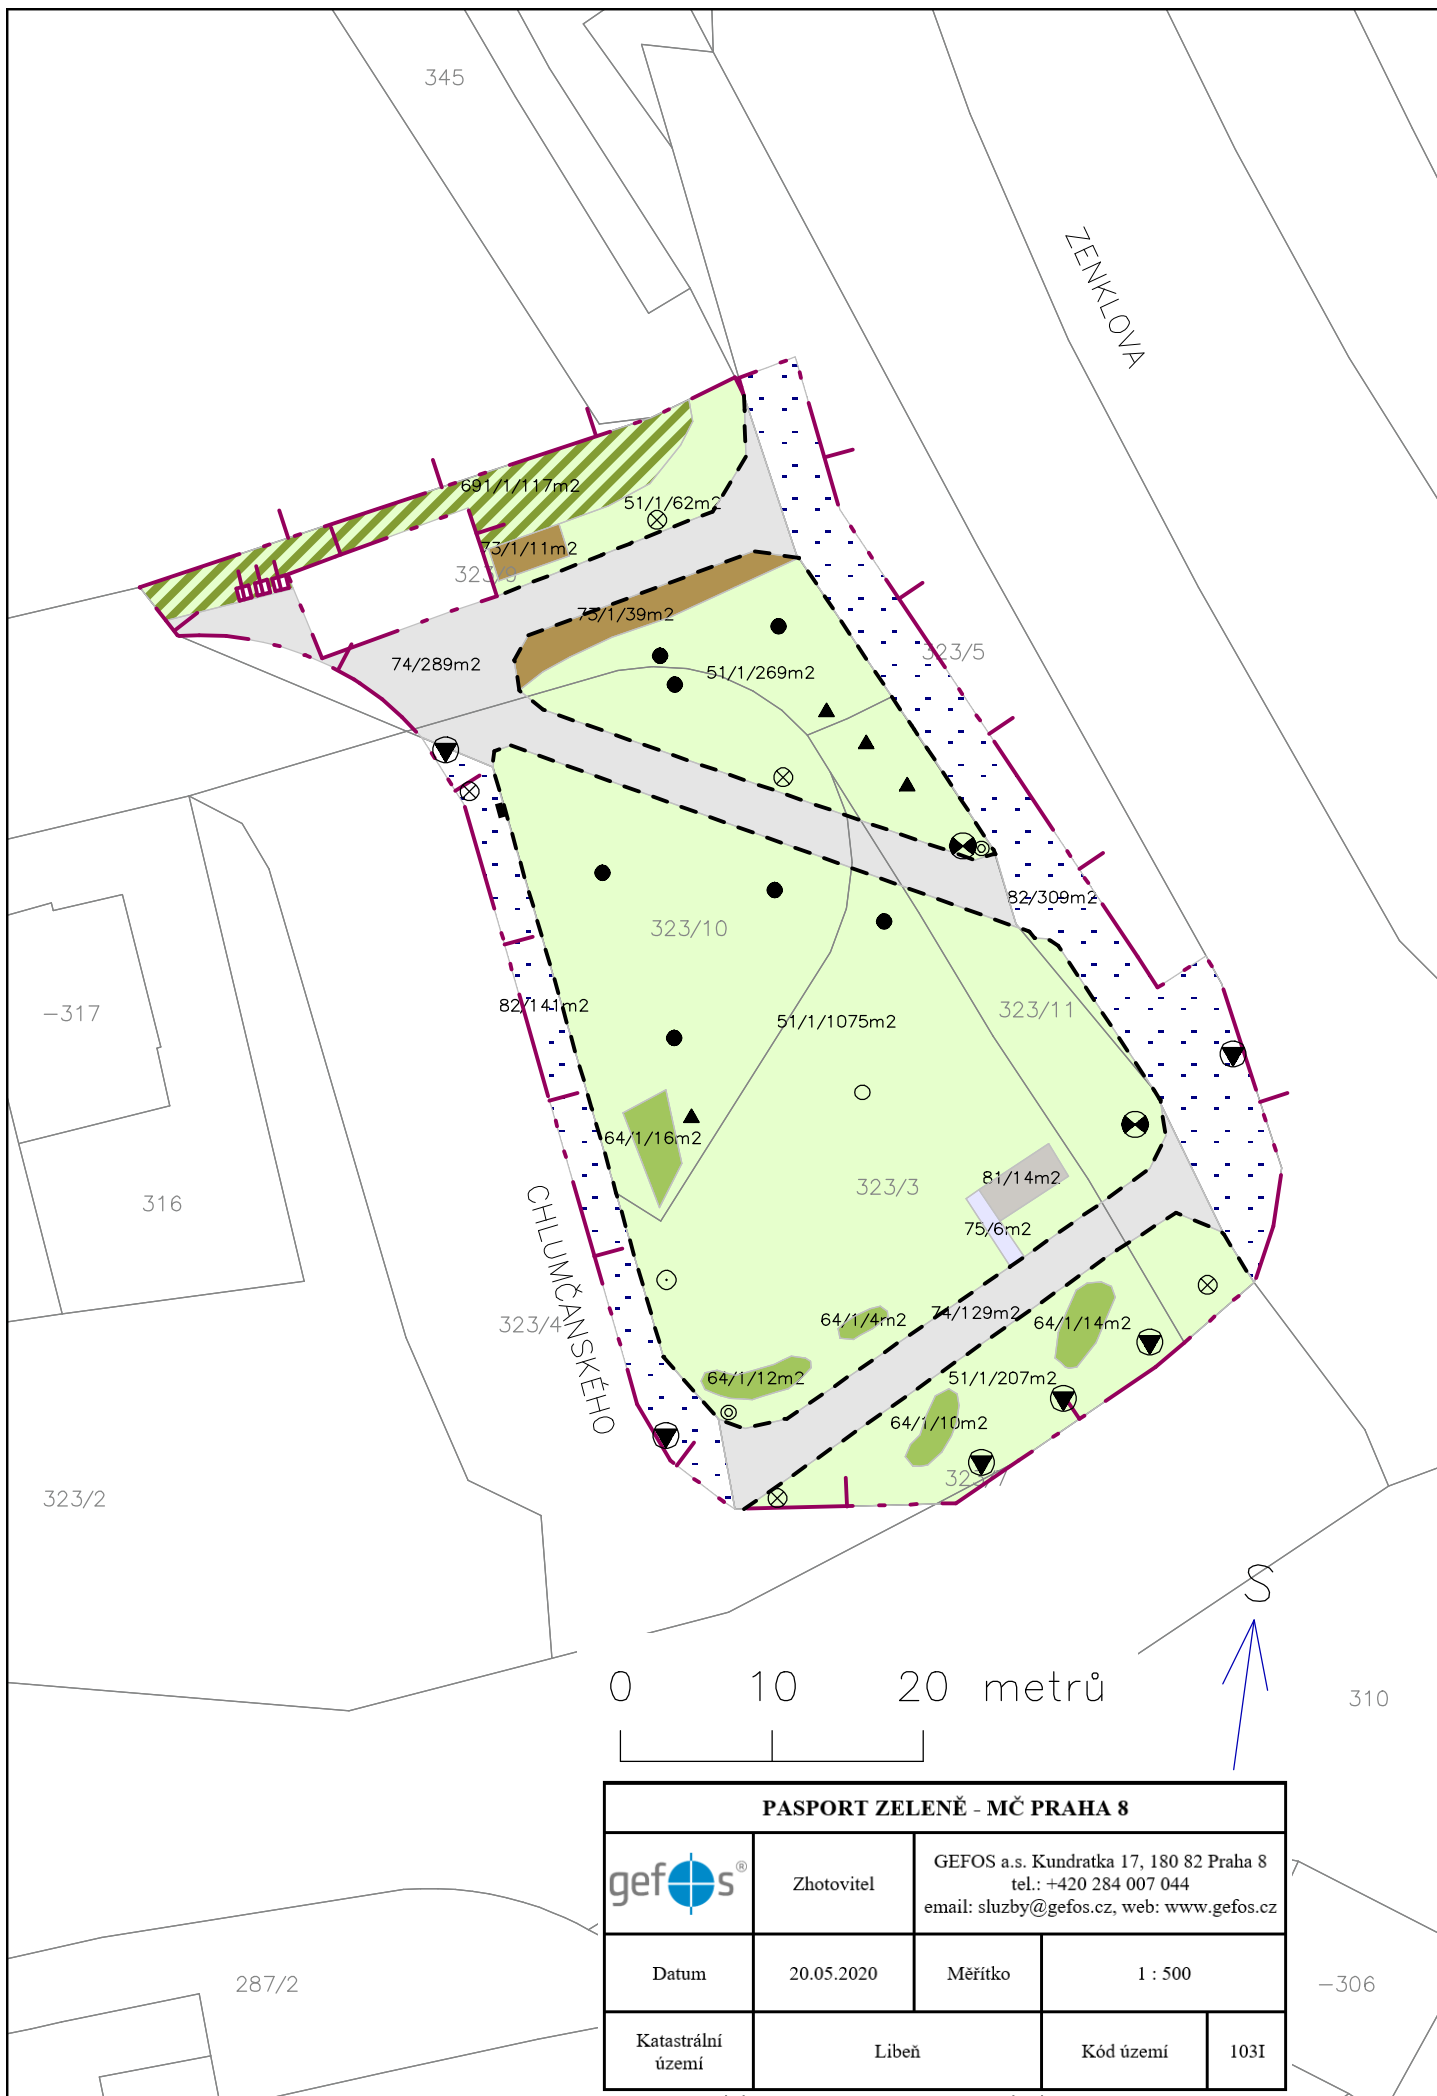 345
ZENKLOVA
691/1/117m2
51/1/62m2
73/1/11m2
323/9
73/1/39m2
74/289m2
51/1/269m2
323/5
82/309m2
323/10
323/11
-317
82/141m2
51/1/1075m2
64/1/16m2
316
323/3
81/14m2
75/6m2
CHLUMČANSKÉHO
323/4
64/1/4m2
74/129m2
64/1/14m2
64/1/12m2
51/1/207m2
64/1/10m2
323/7
323/2
S
0 10 20 metrů
310
PASPORT ZELENĚ - MČ PRAHA 8
gefos®
Zhotovitel
GEFOS a.s. Kundratka 17, 180 82 Praha 8
tel.: +420 284 007 044
email: sluzby@gefos.cz, web: www.gefos.cz
Datum 20.05.2020 Měřítko 1 : 500
287/2
-306
Katastrální
území
Libeň Kód území 103I